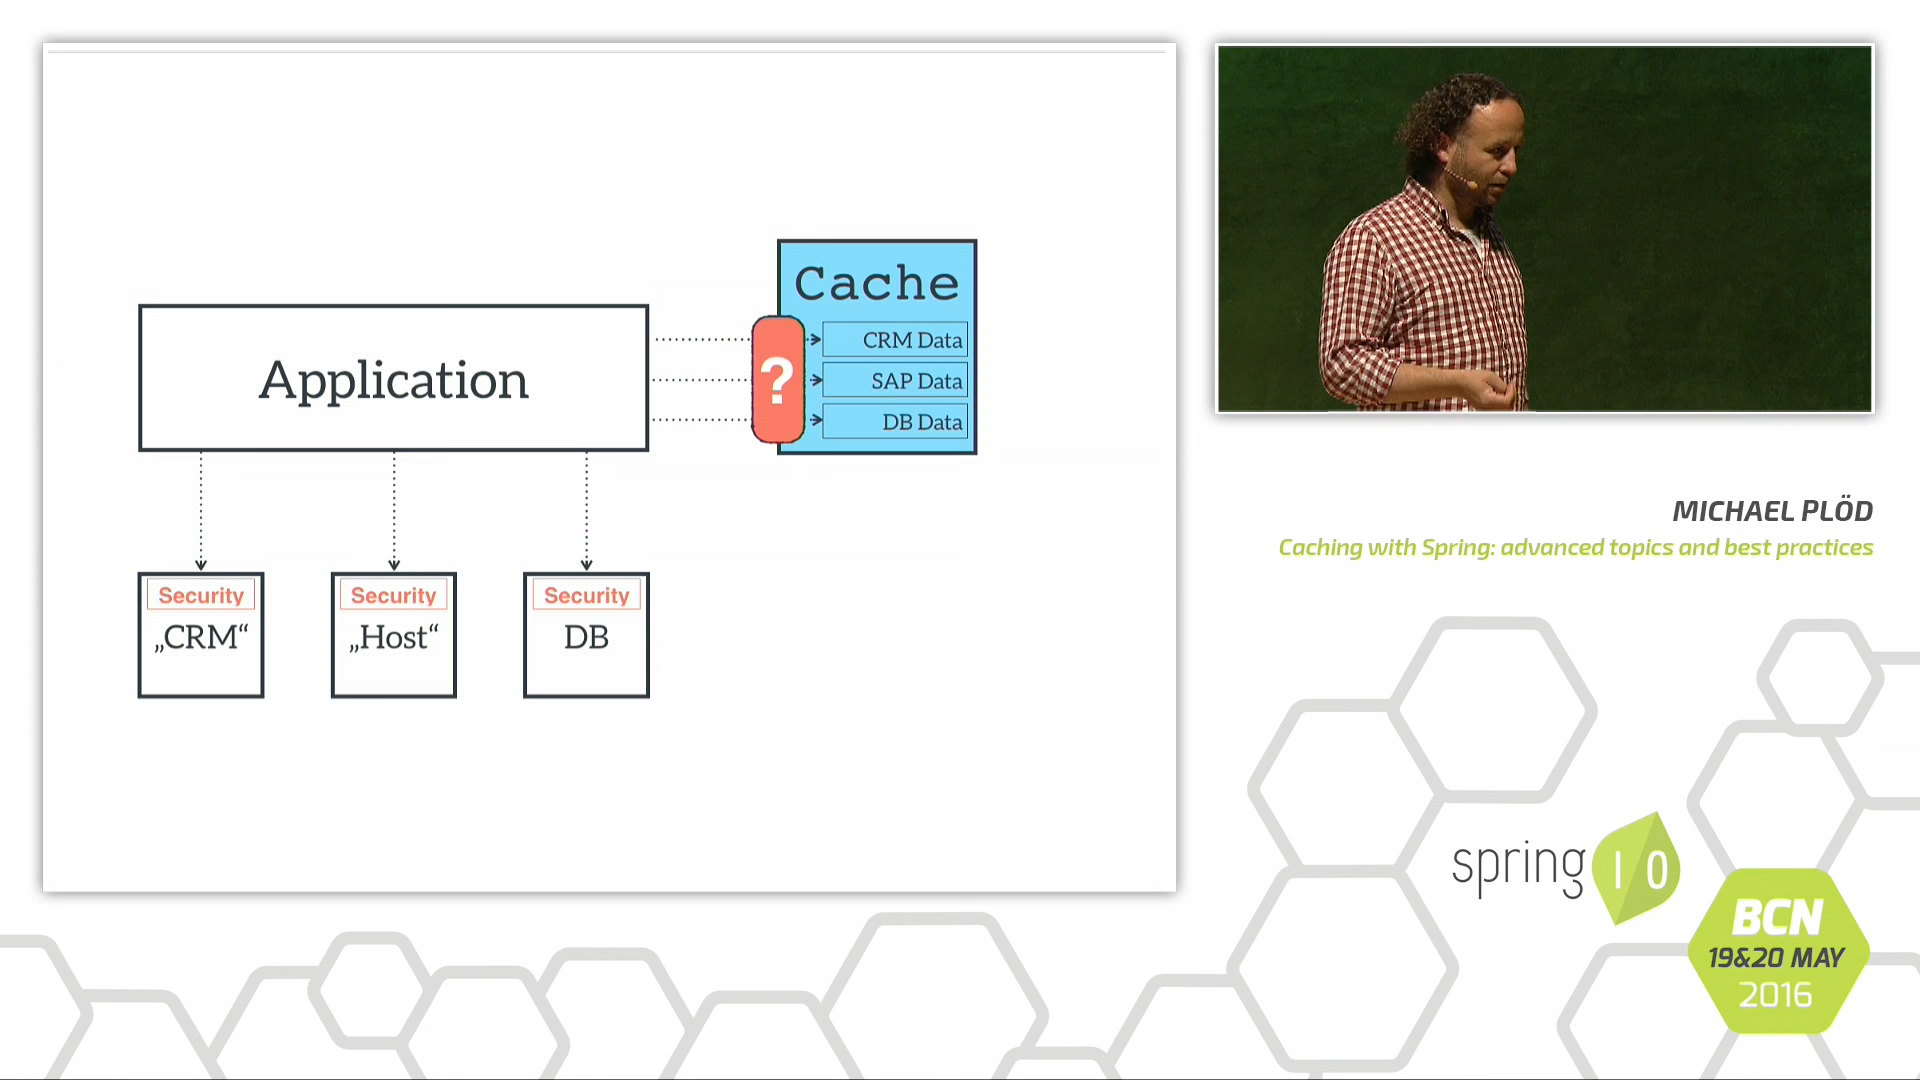 Cache
Application
?
CRM Data
SAP Data
DB Data
Security
„CRM“
Security
„Host“
Security
DB
MICHAEL PLÖD
Caching with Spring: advanced topics and best practices
spring I O
BCN
19&20 MAY
2016